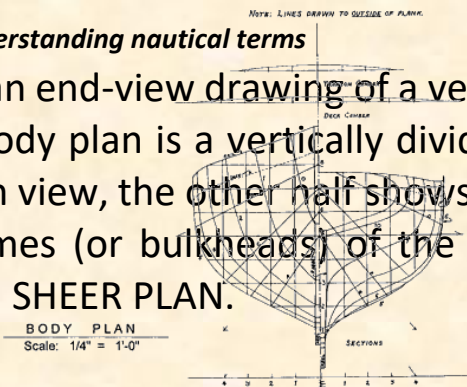 NOTE: LINES DRAWN TO OUTSIDE OF PLANK.
erstanding nautical terms
an end-view drawing of a ve
DECK CAMBER
ody plan is a vertically divid
n view, the other half shows
mes (or bulkheads) of the
SHEER PLAN.
BODY PLAN
Scale: 1/4" = 1'-0"
SECTIONS